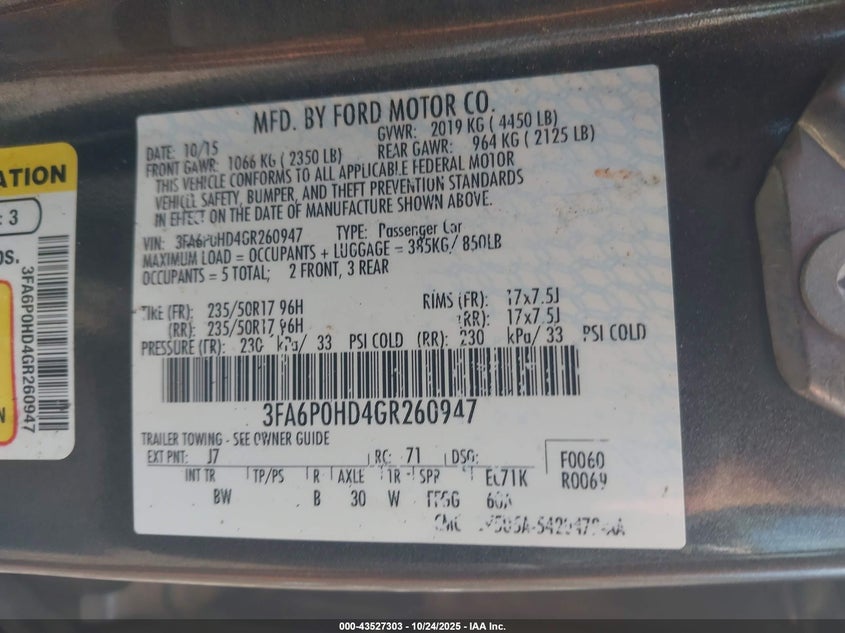 ATION
: 3
OS.
3FA6P0HD4GR260947
N
MFD. BY FORD MOTOR CO.
DATE: 10/15
GVWR: 2019 KG ( 4450 LB)
FRONT GAWR: 1066 KG ( 2350 LB)
REAR GAWR: 964 KG ( 2125 LB)
THIS VEHICLE CONFORMS TO ALL APPLICABLE FEDERAL MOTOR
VEHICLE SAFETY, BUMPER, AND THEFT PREVENTION STANDARDS
IN EFFECT ON THE DATE OF MANUFACTURE SHOWN ABOVE.
VIN: 3FA6P0HD4GR260947 TYPE: Passenger Car
MAXIMUM LOAD = OCCUPANTS + LUGGAGE = 385KG/ 850LB
OCCUPANTS = 5 TOTAL; 2 FRONT, 3 REAR
TIRE (FR): 235/50R17 96H RIMS (FR): 17x7.5J
(RR): 235/50R17 96H (RR): 17x7.5J
PRESSURE (FR): 230 kPa/ 33 PSI COLD (RR): 230 kPa/ 33 PSI COLD
3FA6P0HD4GR260947
TRAILER TOWING - SEE OWNER GUIDE
EXT PNT: J7 RC: 71 DSO:
F0060
R0069
INT TR TP/PS R AXLE TR SPR
BW B 30 W
000-43527303 - 10/24/2025 - IAA Inc.